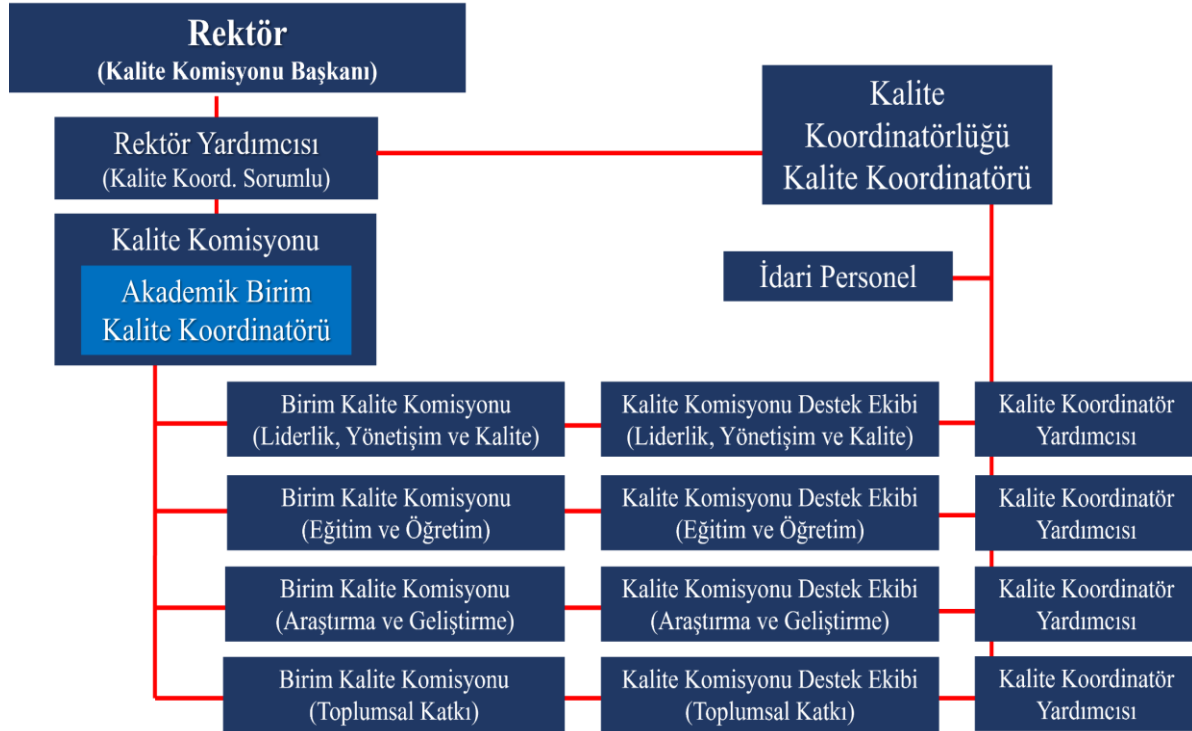 Rektör
(Kalite Komisyonu Başkanı)
Rektör Yardımcısı
(Kalite Koord. Sorumlu)
Kalite
Koordinatörlüğü
Kalite Koordinatörü
Kalite Komisyonu
Akademik Birim
Kalite Koordinatörü
İdari Personel
Birim Kalite Komisyonu
(Liderlik, Yönetişim ve Kalite)
Kalite Komisyonu Destek Ekibi
(Liderlik, Yönetişim ve Kalite)
Kalite Koordinatör
Yardımcısı
Birim Kalite Komisyonu
(Eğitim ve Öğretim)
Kalite Komisyonu Destek Ekibi
(Eğitim ve Öğretim)
Kalite Koordinatör
Yardımcısı
Birim Kalite Komisyonu
(Araştırma ve Geliştirme)
Kalite Komisyonu Destek Ekibi
(Araştırma ve Geliştirme)
Kalite Koordinatör
Yardımcısı
Birim Kalite Komisyonu
(Toplumsal Katkı)
Kalite Komisyonu Destek Ekibi
(Toplumsal Katkı)
Kalite Koordinatör
Yardımcısı